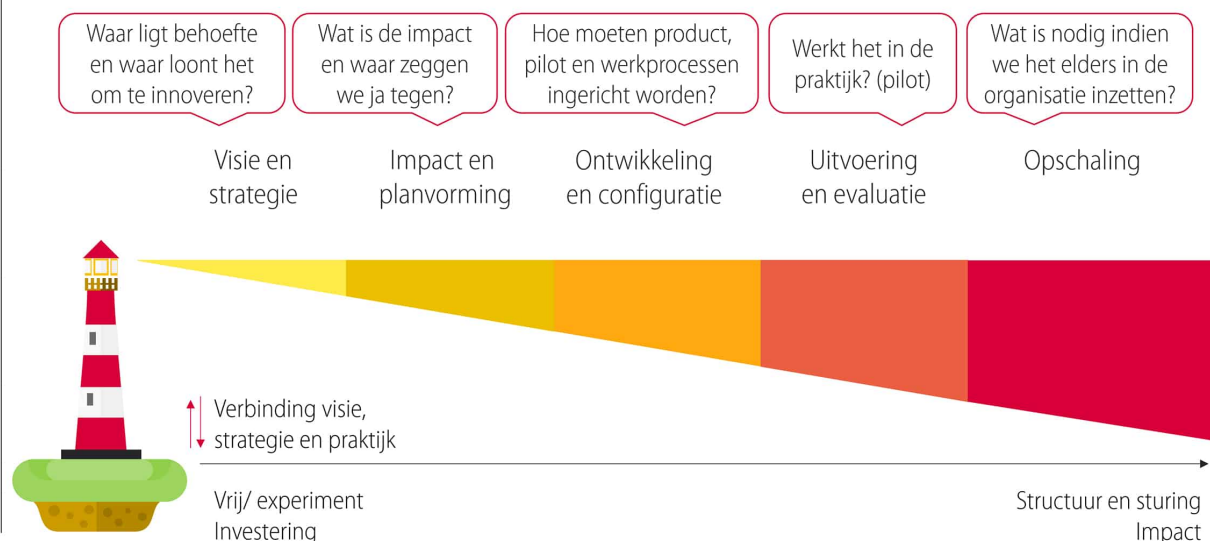 Waar ligt behoefte
en waar loont het
om te innoveren?
Wat is de impact
en waar zeggen
we ja tegen?
Hoe moeten product,
pilot en werkprocessen
ingericht worden?
Werkt het in de
praktijk? (pilot)
Wat is nodig indien
we het elders in de
organisatie inzetten?
Visie en
strategie
Impact en
planvorming
Ontwikkeling
en configuratie
Uitvoering
en evaluatie
Opschaling
Verbinding visie,
strategie en praktijk
Vrij/ experiment
Investering
Structuur en sturing
Impact